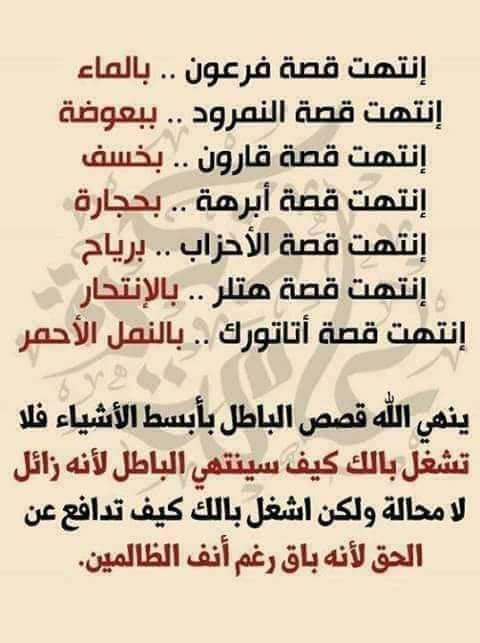 إنتهت قصة فرعون .. بالماء
إنتهت قصة النمرود .. ببعوضة
إنتهت قصة قارون .. بخسف
إنتهت قصة أبرهة .. بحجارة
إنتهت قصة الأحزاب .. برياح
إنتهت قصة هتلر .. بالإنتحار
إنتهت قصة أتاتورك .. بالنمل الأحمر
ينهي الله قصص الباطل بأبسط الأشياء فلا
تشغل بالك كيف سينتهي الباطل لأنه زائل
لا محالة ولكن اشغل بالك كيف تدافع عن
الحق لأنه باق رغم أنف الظالمين.